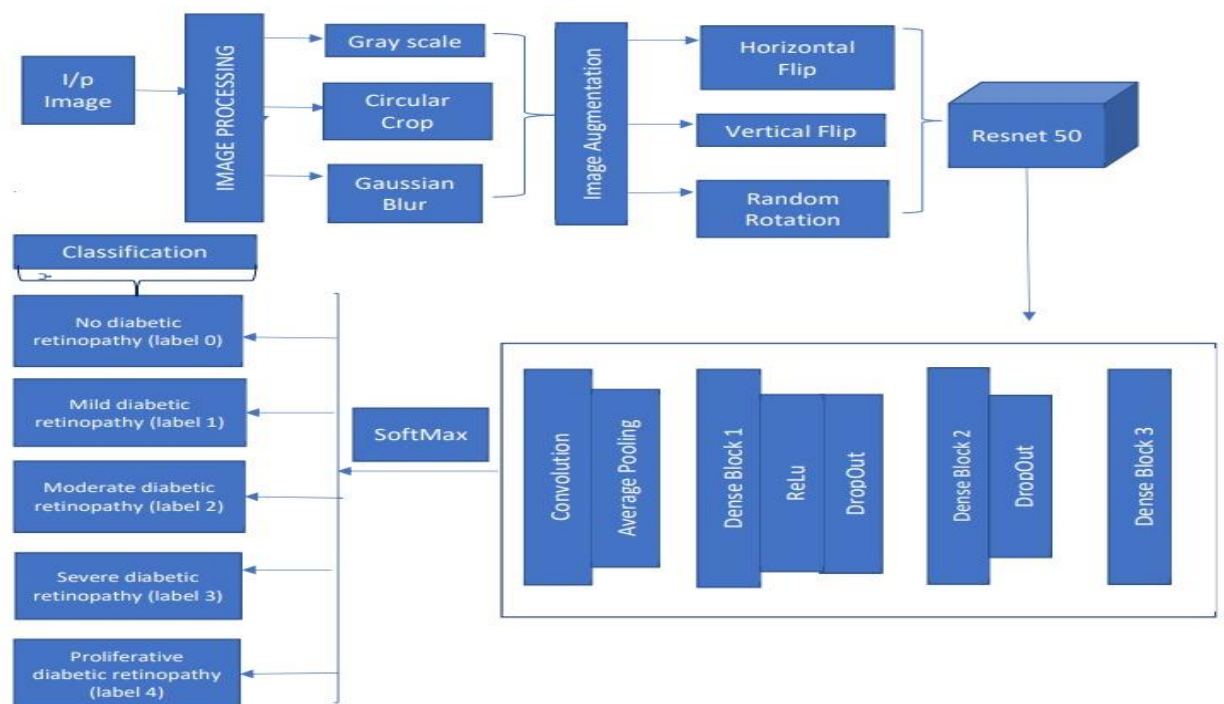 I/p
Image
IMAGE PROCESSING
Gray scale
Circular
Crop
Gaussian
Blur
Image Augmentation
Horizontal
Flip
Vertical Flip
Random
Rotation
Resnet 50
Convolution
Average Pooling
Dense Block 1
ReLu
DropOut
Dense Block 2
DropOut
Dense Block 3
SoftMax
Classification
No diabetic
retinopathy (label 0)
Mild diabetic
retinopathy (label 1)
Moderate diabetic
retinopathy (label 2)
Severe diabetic
retinopathy (label 3)
Proliferative
diabetic retinopathy
(label 4)